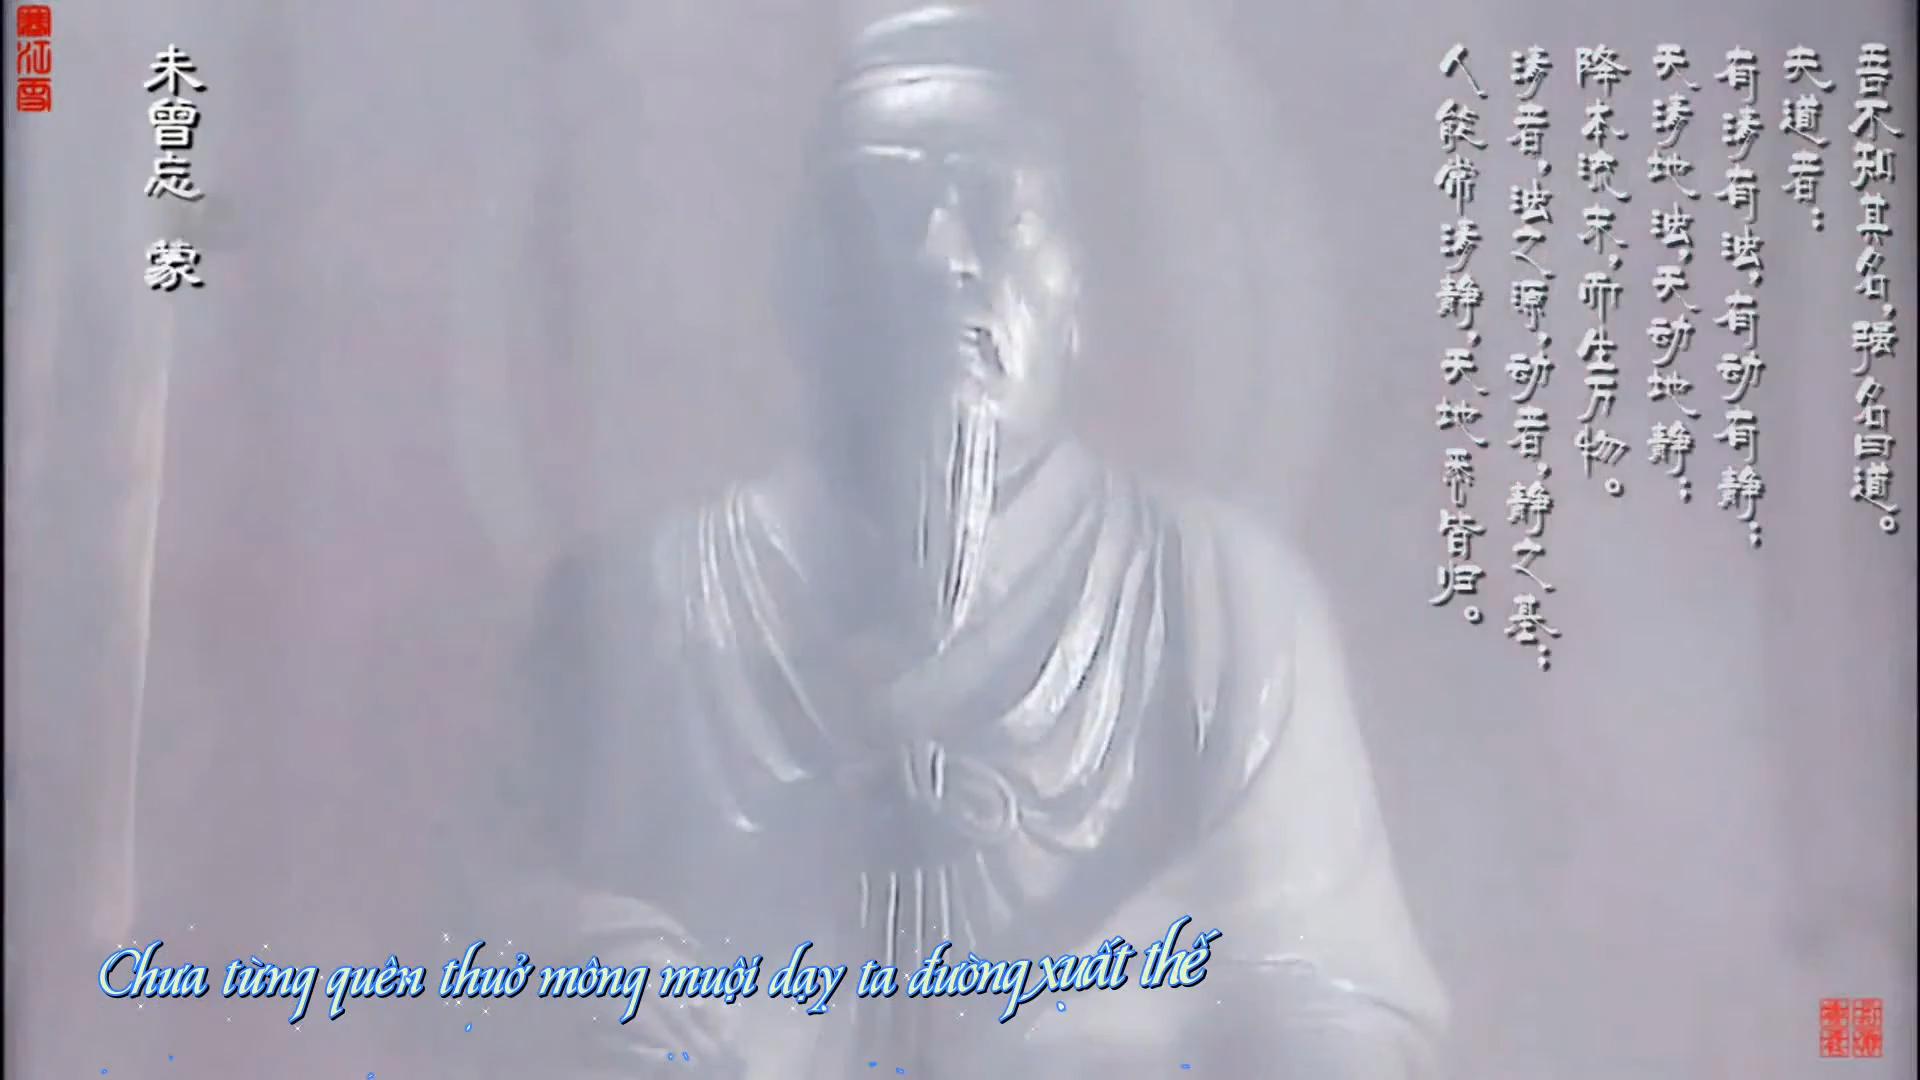 吾不知其名，强名曰道。
夫道者：
有清有浊，有动有静；
天清地浊，天动地静；
降本流末，而生万物。
清者，浊之源，动者，静之基；
人能常清静，天地悉皆归。
未曾忘 蒙
寒江雪
Chưa từng quên thuở mông muội dạy ta đường xuất thế